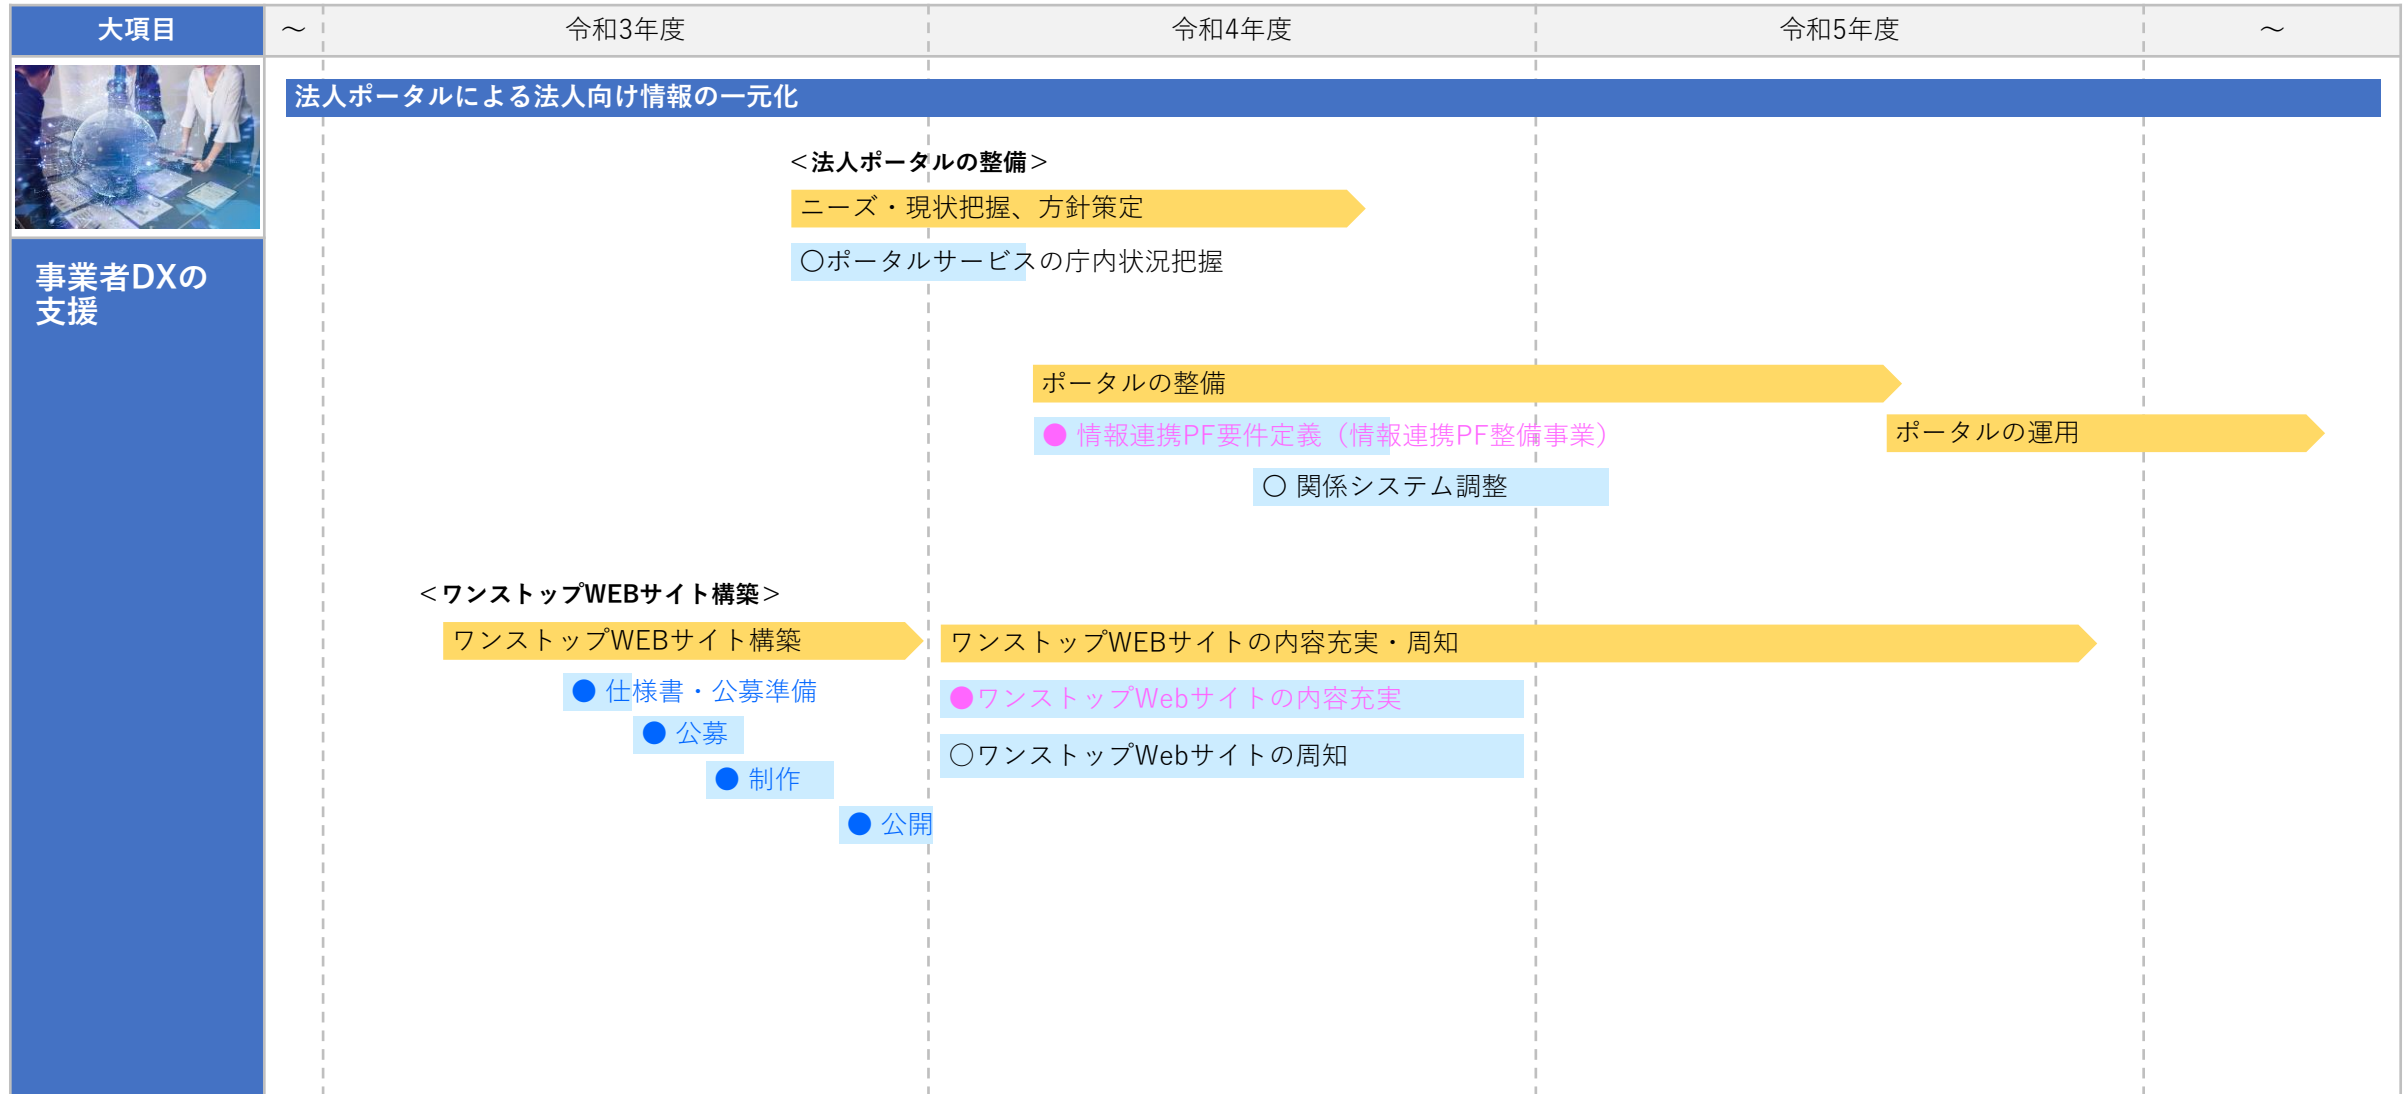 大項目
～
令和3年度
令和4年度
令和5年度
～
法人ポータルによる法人向け情報の一元化
事業者DXの
支援
＜法人ポータルの整備＞
ニーズ・現状把握、方針策定
〇ポータルサービスの庁内状況把握
ポータルの整備
● 情報連携PF要件定義（情報連携PF整備事業）
ポータルの運用
〇 関係システム調整
＜ワンストップWEBサイト構築＞
ワンストップWEBサイト構築
ワンストップWEBサイトの内容充実・周知
● 仕様書・公募準備
●ワンストップWebサイトの内容充実
● 公募
○ワンストップWebサイトの周知
● 制作
● 公開